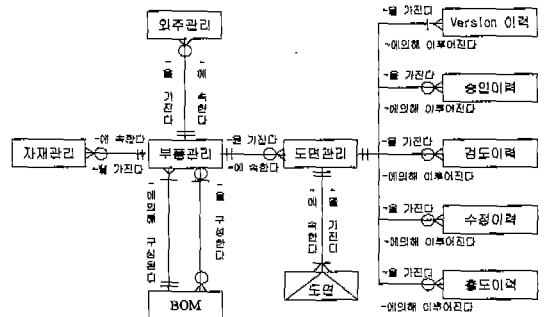 외주관리
~을 가진다
~에 속한다
자재관리
~에 속한다
~을 가진다
부품관리
~을 가진다
~에 속한다
도면관리
~에의해 구성된다
~을 구성한다
BOM
~에 속한다
~을 가진다
도면
~을 가진다
Version 이력
~에의해 이루어진다
~을 가진다
승인이력
~에의해 이루어진다
~을 가진다
검도이력
~에의해 이루어진다
~을 가진다
수정이력
~에의해 이루어진다
~을 가진다
출도이력
~에의해 이루어진다